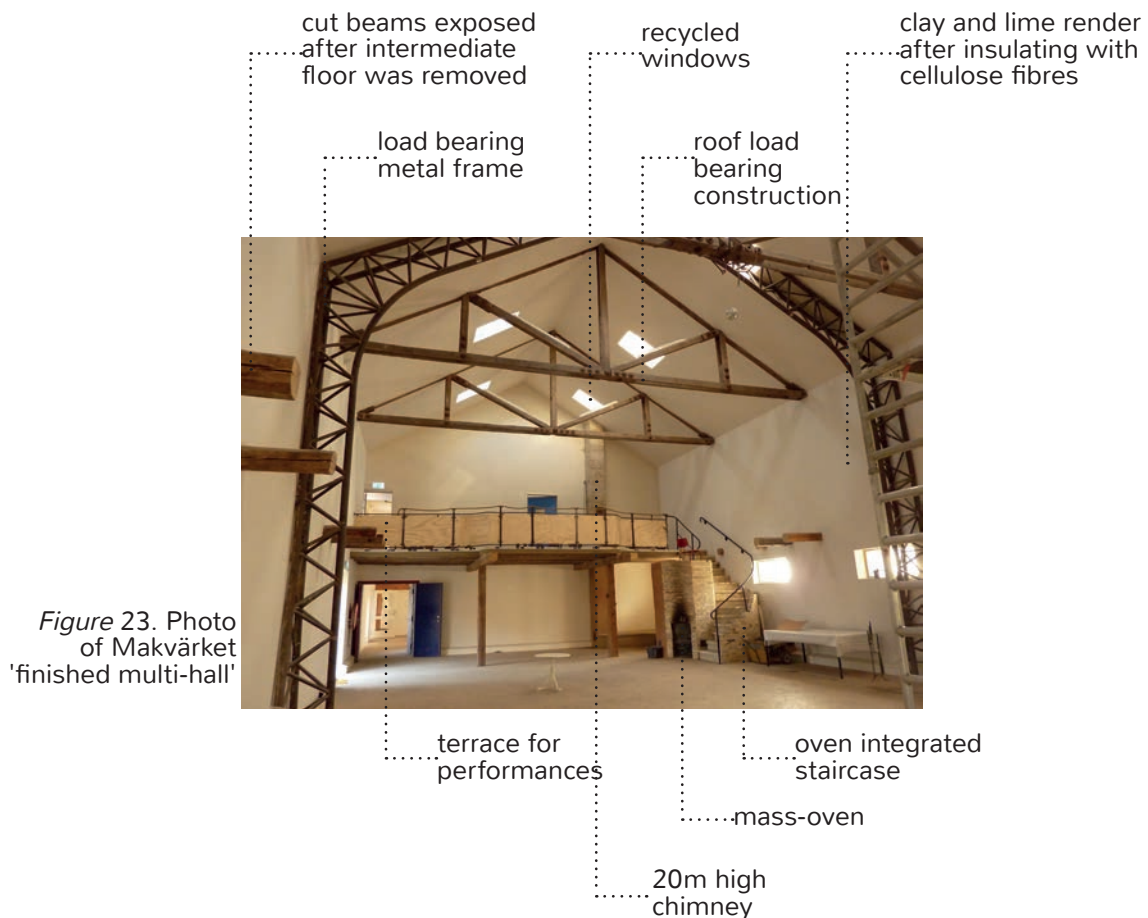 cut beams exposed
after intermediate
floor was removed
recycled
windows
clay and lime render
after insulating with
cellulose fibres
load bearing
metal frame
roof load
bearing
construction
Figure 23. Photo
of Makvärket
'finished multi-hall'
terrace for
performances
oven integrated
staircase
mass-oven
20m high
chimney